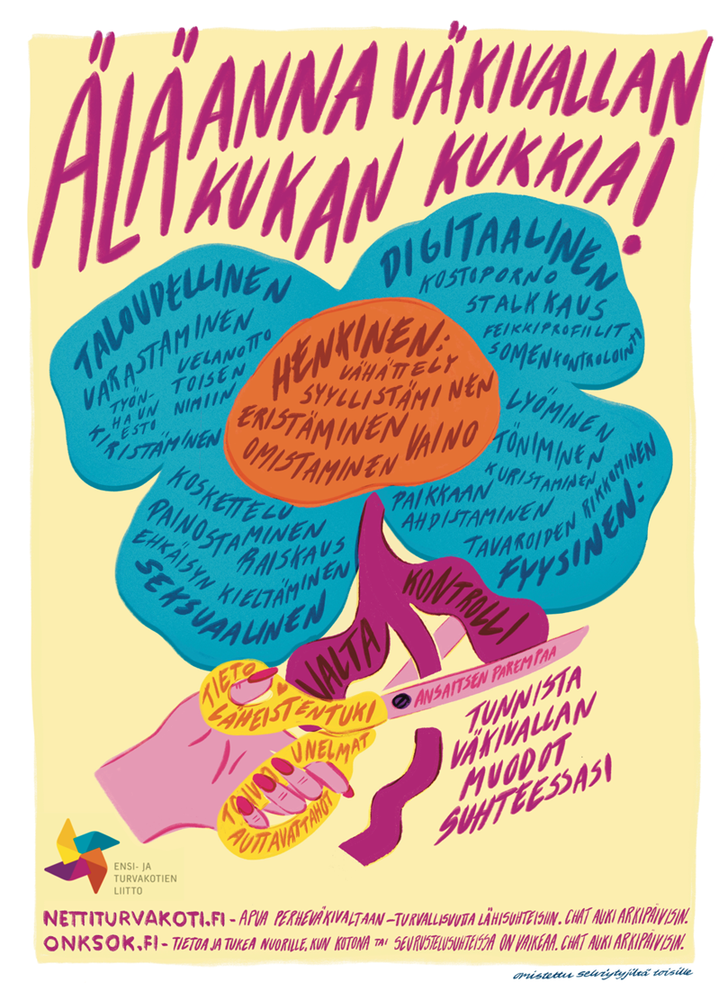 ÄLÄ ANNA VÄKIVALLAN
KUKAN KUKKIA!
TALOUDELLINEN
VARASTAMINEN
VELANOTTO
TOISEN
NIMIIN
TYÖN-
HAUN
ESTO
KIRISTÄMINEN
DIGITAALINEN
KOSTOPORNO
STALKKAUS
FEIKKIPROFIILIT
SOMENKONTROLOINTI
HENKINEN:
VÄHÄTTELY
SYYLLISTÄMINEN
ERISTÄMINEN
OMISTAMINEN VAINO
LYÖMINEN
TÖNIMINEN
KURISTAMINEN
PAIKKAAN
AHDISTAMINEN
TAVAROIDEN RIKKOMINEN
FYYSINEN:
KOSKETTELU
PAINOSTAMINEN
RAISKAUS
EHKÄISYN KIELTÄMINEN
SEKSUAALINEN
VALTA
KONTROLLI
ANSAITSEN PAREMPAA
TIETO
LÄHEISTEN TUKI
UNELMAT
TOIVO
AUTTAVAT TAHOT
TUNNISTA
VÄKIVALLAN
MUODOT
SUHTEESSASI
ENSI- JA
TURVAKOTIEN
LIITTO
NETTITURVAKOTI.FI - APUA PERHEVÄKIVALTAAN - TURVALLISUUTTA LÄHISUHTEISIIN. CHAT AUKI ARKIPÄIVISIN.
ONKSOK.FI - TIETOA JA TUKEA NUORILLE, KUN KOTONA TAI SEURUSTELUSUHTEISSA ON VAIKEAA. CHAT AUKI ARKIPÄIVISIN.
omistettu selviytyjiltä toisille